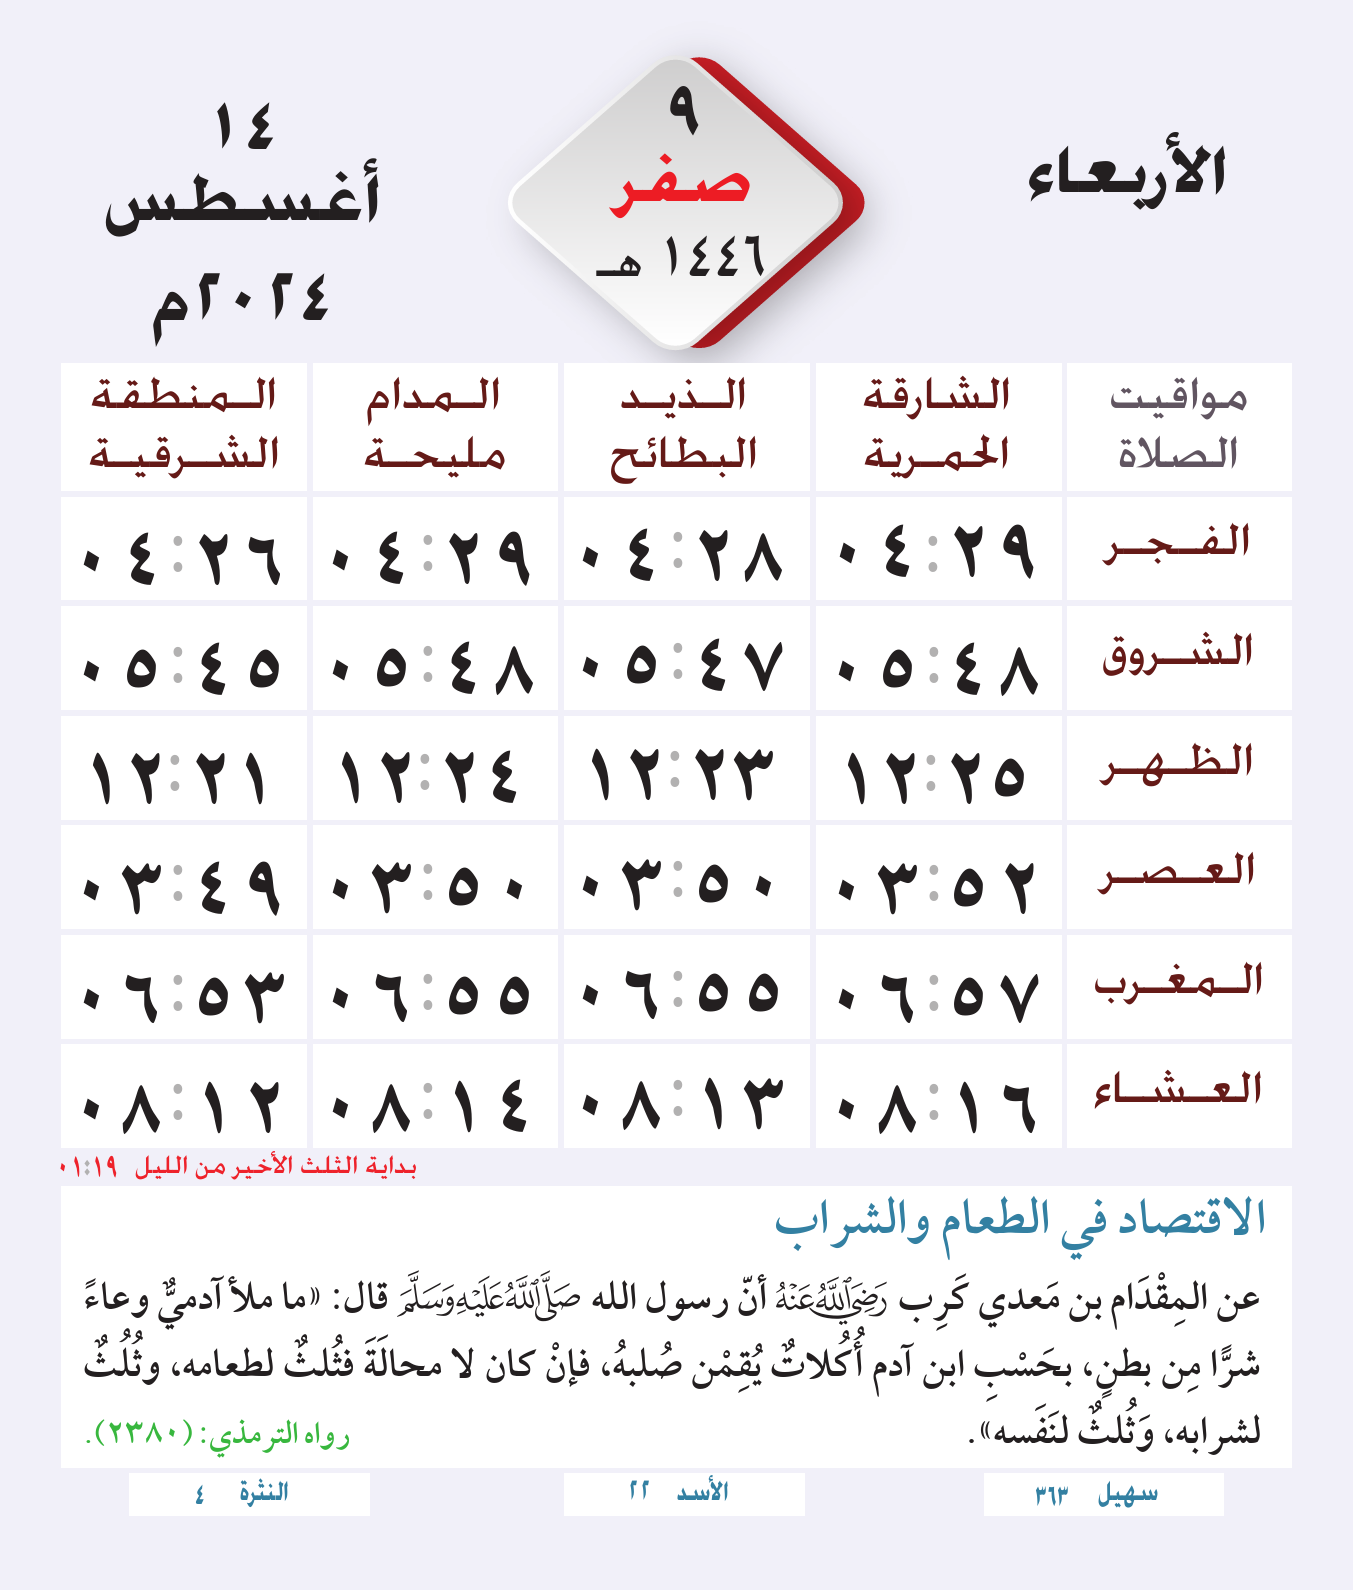 الأربعاء
٩
صفر
١٤٤٦ هـ
١٤
أغسطس
٢٠٢٤م
مواقيت الصلاة
الشارقة الحمرية
الذيد البطائح
المدام مليحة
المنطقة الشرقية
الفجر ٠٤:٢٩ ٠٤:٢٨ ٠٤:٢٩ ٠٤:٢٦
الشروق ٠٥:٤٨ ٠٥:٤٧ ٠٥:٤٨ ٠٥:٤٥
الظهر ١٢:٢٥ ١٢:٢٣ ١٢:٢٤ ١٢:٢١
العصر ٠٣:٥٢ ٠٣:٥٠ ٠٣:٥٠ ٠٣:٤٩
المغرب ٠٦:٥٧ ٠٦:٥٥ ٠٦:٥٥ ٠٦:٥٣
العشاء ٠٨:١٦ ٠٨:١٣ ٠٨:١٤ ٠٨:١٢
بداية الثلث الأخير من الليل ٠١:١٩
الاقتصاد في الطعام والشراب
عن المِقْدَام بن مَعدي كَرِب رَضِيَ اللَّهُ عَنْهُ أنّ رسول الله صَلَّى اللَّهُ عَلَيْهِ وَسَلَّمَ قال: «ما ملأ آدميٌّ وعاءً
شرًّا مِن بطنٍ، بحَسْبِ ابن آدم أُكُلاتٌ يُقِمْن صُلبهُ، فإنْ كان لا محالَةَ فثُلثٌ لطعامه، وثُلُثٌ
لشرابه، وَثُلثٌ لنَفَسه».
رواه الترمذي: (٢٣٨٠).
سهيل ٣٦٣
الأسد ٢٢
النثرة ٤